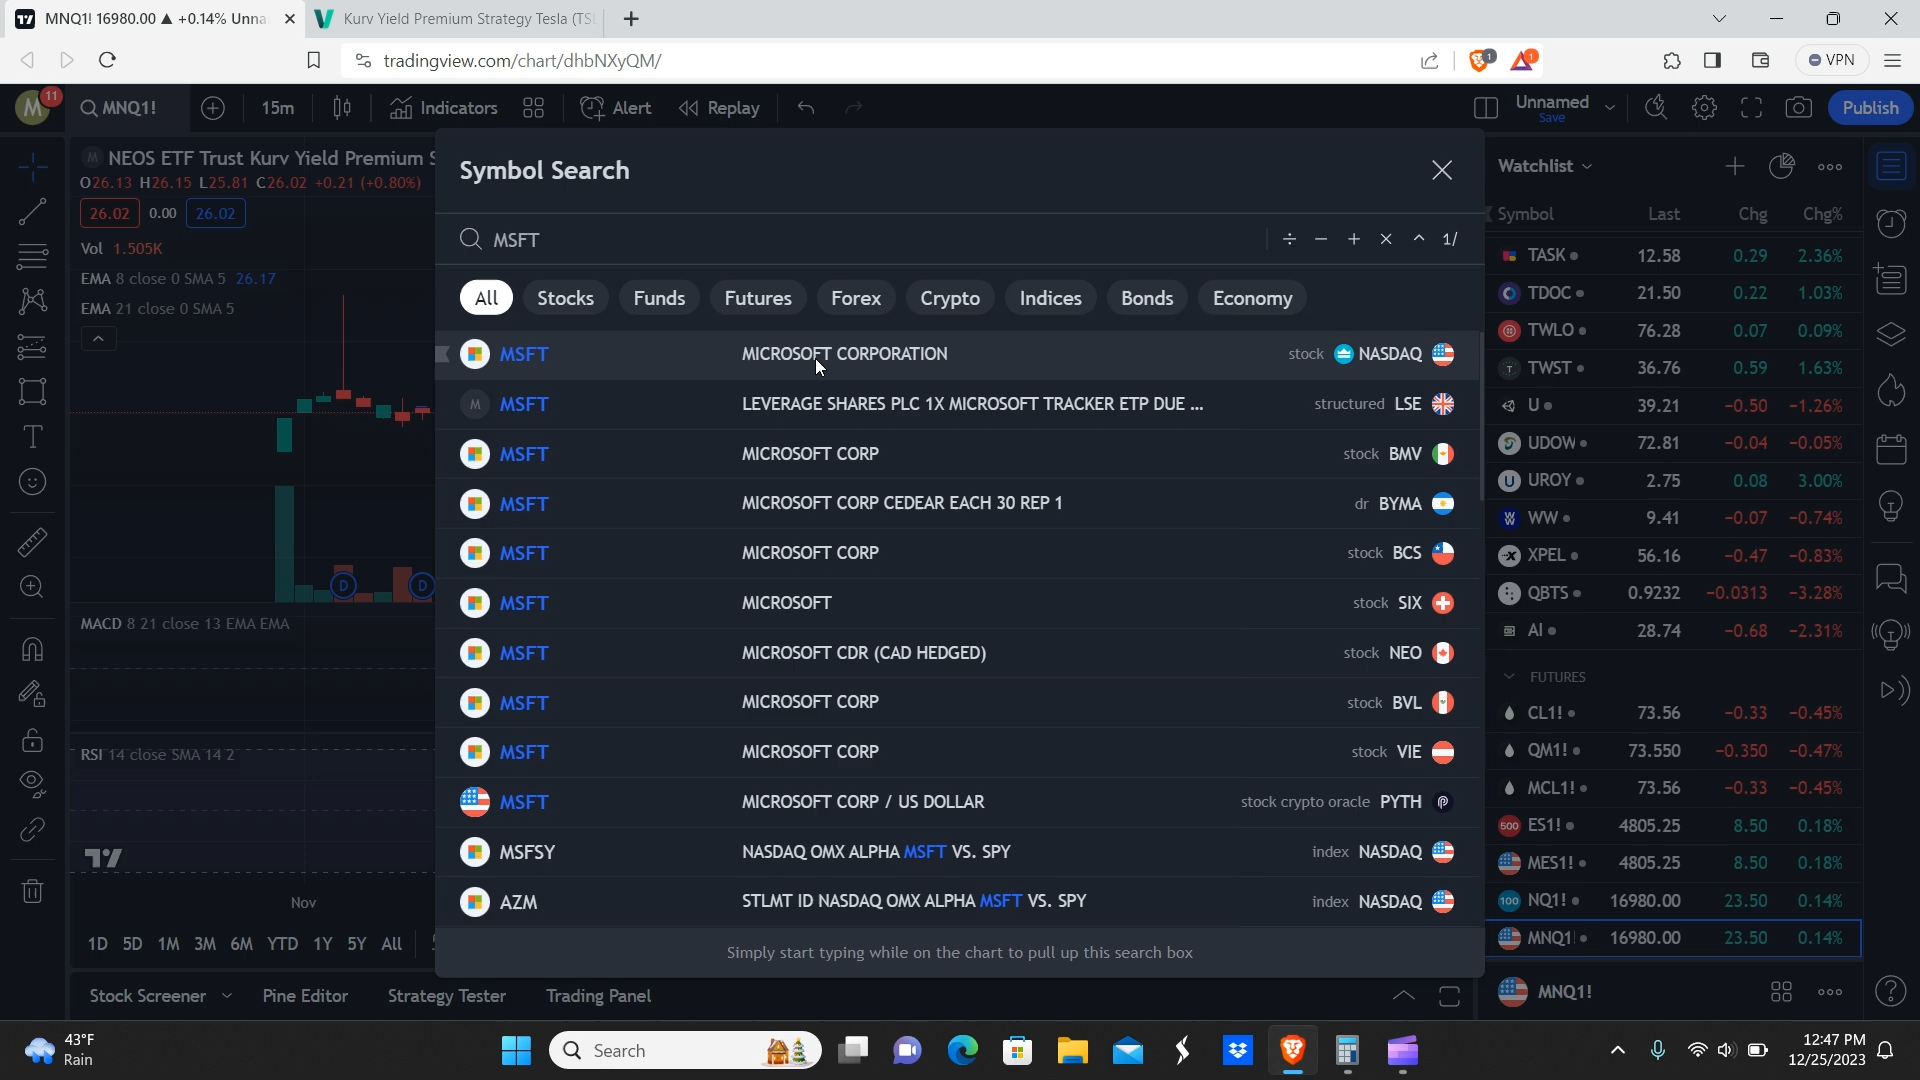 MNQ1! 16980.00 ▲ +0.14% Unna
Kurv Yield Premium Strategy Tesla (TSL
tradingview.com/chart/dhbNXyQM/
1
1
VPN
M
11
MNQ1!
15m
Indicators
Alert
Replay
Unnamed
Save
Publish
M NEOS ETF Trust Kurv Yield Premium S
O26.13 H26.15 L25.81 C26.02 +0.21 (+0.80%)
26.02 0.00 26.02
Vol 1.505K
EMA 8 close 0 SMA 5 26.17
EMA 21 close 0 SMA 5
D D
MACD 8 21 close 13 EMA EMA
RSI 14 close SMA 14 2
Nov
1D 5D 1M 3M 6M YTD 1Y 5Y All
Symbol Search
MSFT
÷ − + × ^ 1/
All Stocks Funds Futures Forex Crypto Indices Bonds Economy
MSFT MICROSOFT CORPORATION stock NASDAQ
M MSFT LEVERAGE SHARES PLC 1X MICROSOFT TRACKER ETP DUE ... structured LSE
MSFT MICROSOFT CORP stock BMV
MSFT MICROSOFT CORP CEDEAR EACH 30 REP 1 dr BYMA
MSFT MICROSOFT CORP stock BCS
MSFT MICROSOFT stock SIX
MSFT MICROSOFT CDR (CAD HEDGED) stock NEO
MSFT MICROSOFT CORP stock BVL
MSFT MICROSOFT CORP stock VIE
MSFT MICROSOFT CORP / US DOLLAR stock crypto oracle PYTH
MSFSY NASDAQ OMX ALPHA MSFT VS. SPY index NASDAQ
AZM STLMT ID NASDAQ OMX ALPHA MSFT VS. SPY index NASDAQ
Simply start typing while on the chart to pull up this search box
Watchlist
Symbol Last Chg Chg%
TASK 12.58 0.29 2.36%
TDOC 21.50 0.22 1.03%
TWLO 76.28 0.07 0.09%
TWST 36.76 0.59 1.63%
U 39.21 −0.50 −1.26%
UDOW 72.81 −0.04 −0.05%
UROY 2.75 0.08 3.00%
WW 9.41 −0.07 −0.74%
XPEL 56.16 −0.47 −0.83%
QBTS 0.9232 −0.0313 −3.28%
AI 28.74 −0.68 −2.31%
FUTURES
CL1! 73.56 −0.33 −0.45%
QM1! 73.550 −0.350 −0.47%
MCL1! 73.56 −0.33 −0.45%
500 ES1! 4805.25 8.50 0.18%
MES1! 4805.25 8.50 0.18%
100 NQ1! 16980.00 23.50 0.14%
MNQ1! 16980.00 23.50 0.14%
MNQ1!
Stock Screener Pine Editor Strategy Tester Trading Panel
43°F
Rain
Search
12:47 PM
12/25/2023